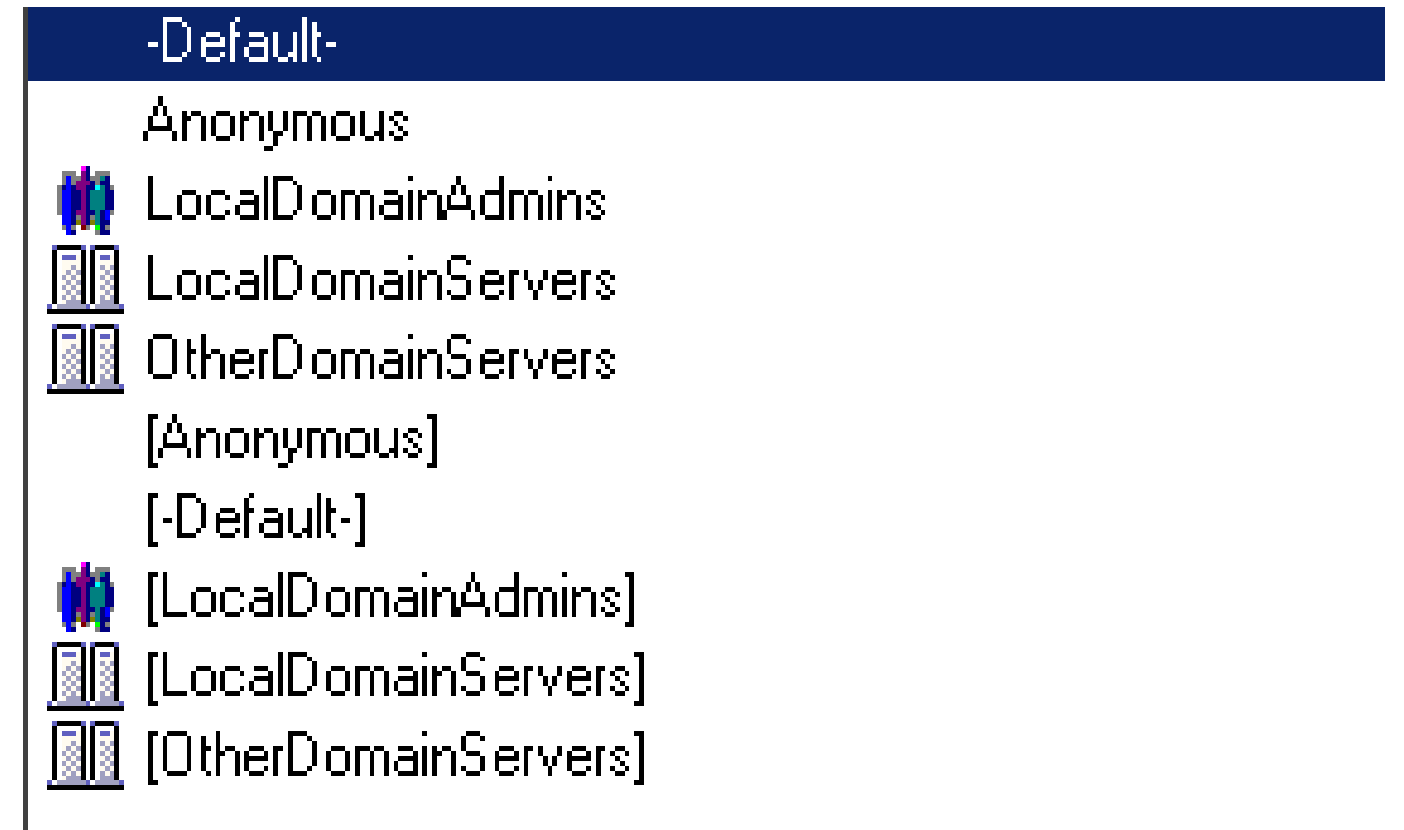 -Default-
Anonymous
LocalDomainAdmins
LocalDomainServers
OtherDomainServers
[Anonymous]
[-Default-]
[LocalDomainAdmins]
[LocalDomainServers]
[OtherDomainServers]